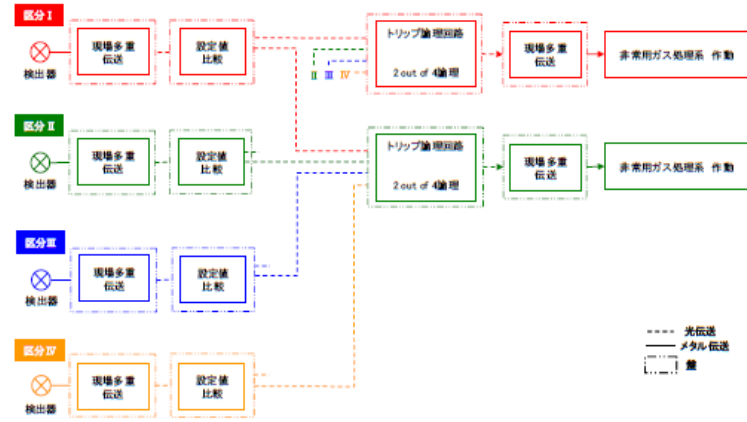 区分Ⅰ
検出器
現場多重
伝送
設定値
比較
Ⅱ Ⅲ Ⅳ
トリップ論理回路
2 out of 4論理
現場多重
伝送
非常用ガス処理系 作動
区分Ⅱ
検出器
現場多重
伝送
設定値
比較
トリップ論理回路
2 out of 4論理
現場多重
伝送
非常用ガス処理系 作動
区分Ⅲ
検出器
現場多重
伝送
設定値
比較
区分Ⅳ
検出器
現場多重
伝送
設定値
比較
光伝送
メタル伝送
盤